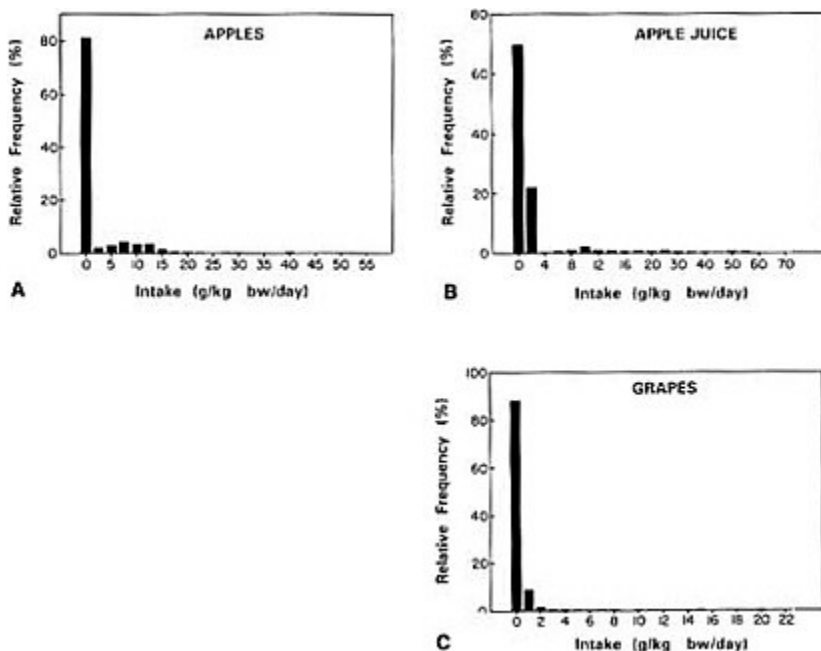 APPLES
Relative Frequency (%)
80
60
40
20
0
0 5 10 15 20 25 30 35 40 45 50 55
A
Intake (g/kg bw/day)
APPLE JUICE
Relative Frequency (%)
80
60
40
20
0
0 4 8 12 16 20 30 40 50 60 70
B
Intake (g/kg bw/day)
GRAPES
Relative Frequency (%)
100
80
60
40
20
0
0 2 4 6 8 10 12 14 16 18 20 22
C
Intake (g/kg bw/day)